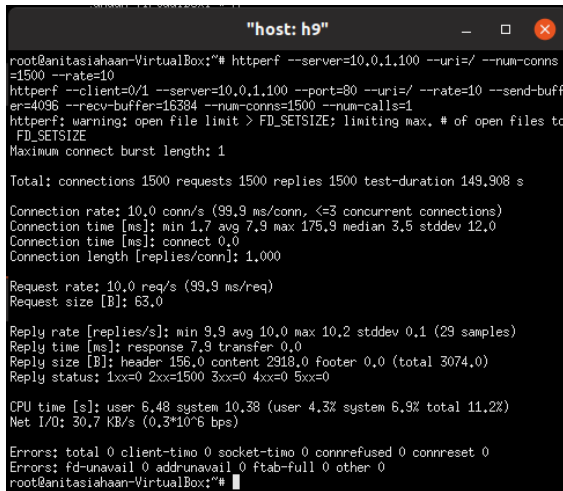 "host: h9"
root@anitasiahaan-VirtualBox:~# httperf --server=10.0.1.100 --uri=/ --num-conns
=1500 --rate=10
httperf --client=0/1 --server=10.0.1.100 --port=80 --uri=/ --rate=10 --send-buff
er=4096 --recv-buffer=16384 --num-conns=1500 --num-calls=1
httperf: warning: open file limit > FD_SETSIZE; limiting max. # of open files to
FD_SETSIZE
Maximum connect burst length: 1
Total: connections 1500 requests 1500 replies 1500 test-duration 149.908 s
Connection rate: 10.0 conn/s (99.9 ms/conn, <=3 concurrent connections)
Connection time [ms]: min 1.7 avg 7.9 max 175.9 median 3.5 stddev 12.0
Connection time [ms]: connect 0.0
Connection length [replies/conn]: 1.000
Request rate: 10.0 req/s (99.9 ms/req)
Request size [B]: 63.0
Reply rate [replies/s]: min 9.9 avg 10.0 max 10.2 stddev 0.1 (29 samples)
Reply time [ms]: response 7.9 transfer 0.0
Reply size [B]: header 156.0 content 2918.0 footer 0.0 (total 3074.0)
Reply status: 1xx=0 2xx=1500 3xx=0 4xx=0 5xx=0
CPU time [s]: user 6.48 system 10.38 (user 4.3% system 6.9% total 11.2%)
Net I/O: 30.7 KB/s (0.3*10^6 bps)
Errors: total 0 client-timo 0 socket-timo 0 connrefused 0 connreset 0
Errors: fd-unavail 0 addrunavail 0 ftab-full 0 other 0
root@anitasiahaan-VirtualBox:~#